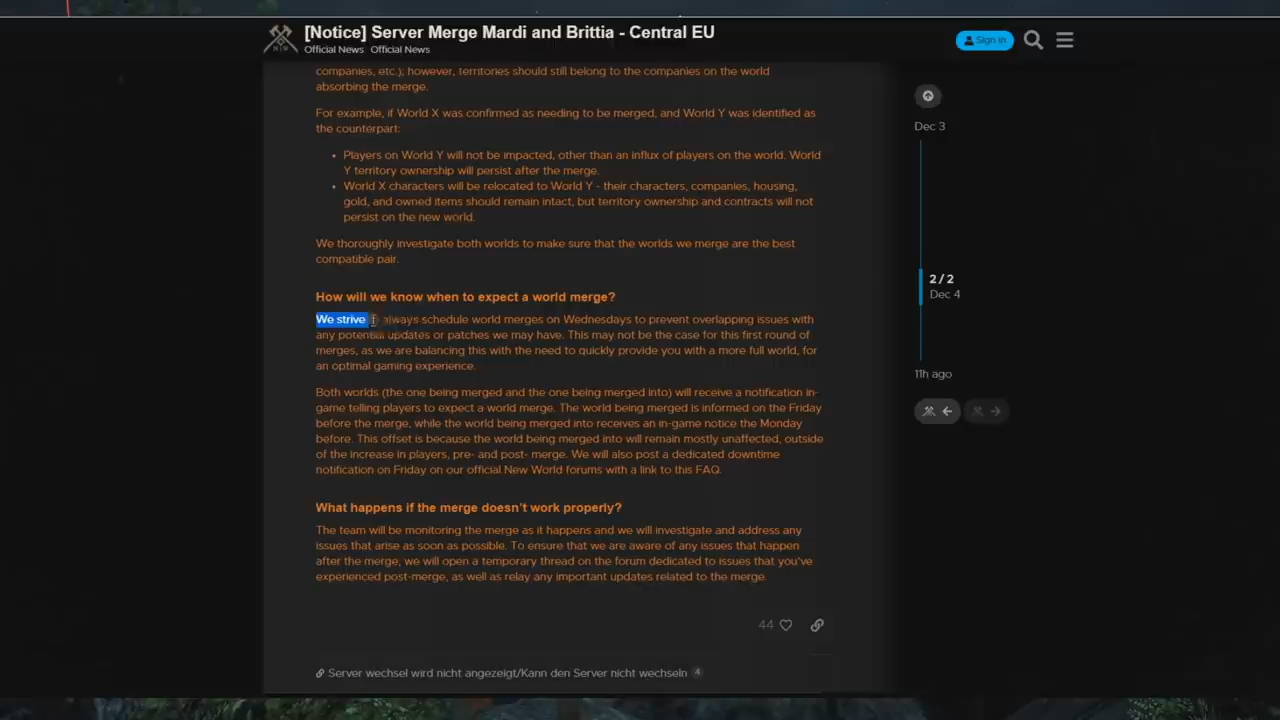 [Notice] Server Merge Mardi and Brittia - Central EU
Official News Official News
Sign In
companies, etc.); however, territories should still belong to the companies on the world
absorbing the merge.
For example, if World X was confirmed as needing to be merged, and World Y was identified as
the counterpart:
• Players on World Y will not be impacted, other than an influx of players on the world. World
Y territory ownership will persist after the merge.
• World X characters will be relocated to World Y - their characters, companies, housing,
gold, and owned items should remain intact, but territory ownership and contracts will not
persist on the new world.
We thoroughly investigate both worlds to make sure that the worlds we merge are the best
compatible pair.
How will we know when to expect a world merge?
We strive always schedule world merges on Wednesdays to prevent overlapping issues with
any potential updates or patches we may have. This may not be the case for this first round of
merges, as we are balancing this with the need to quickly provide you with a more full world, for
an optimal gaming experience.
Both worlds (the one being merged and the one being merged into) will receive a notification in-
game telling players to expect a world merge. The world being merged is informed on the Friday
before the merge, while the world being merged into receives an in-game notice the Monday
before. This offset is because the world being merged into will remain mostly unaffected, outside
of the increase in players, pre- and post- merge. We will also post a dedicated downtime
notification on Friday on our official New World forums with a link to this FAQ.
What happens if the merge doesn't work properly?
The team will be monitoring the merge as it happens and we will investigate and address any
issues that arise as soon as possible. To ensure that we are aware of any issues that happen
after the merge, we will open a temporary thread on the forum dedicated to issues that you've
experienced post-merge, as well as relay any important updates related to the merge.
44
Server wechsel wird nicht angezeigt/Kann den Server nicht wechseln 4
Dec 3
2 / 2
Dec 4
11h ago